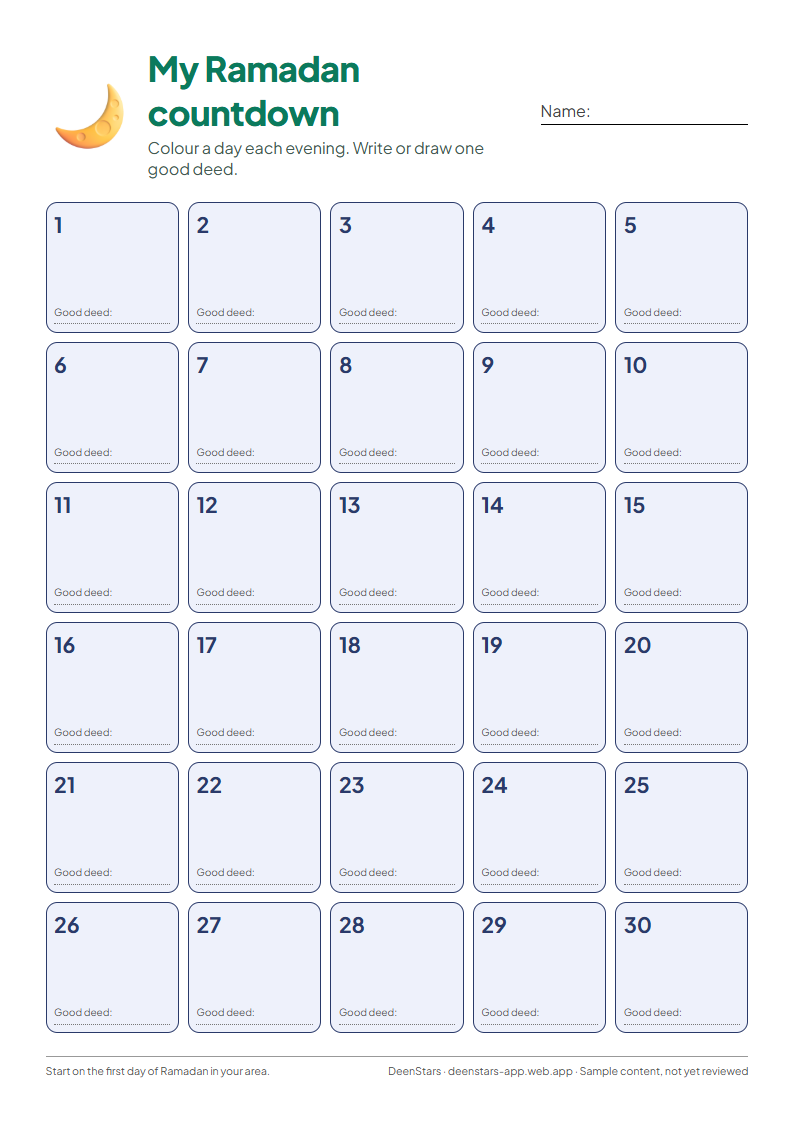 My Ramadan
countdown
Colour a day each evening. Write or draw one
good deed.
Name:
1 2 3 4 5
Good deed: Good deed: Good deed: Good deed: Good deed:
6 7 8 9 10
Good deed: Good deed: Good deed: Good deed: Good deed:
11 12 13 14 15
Good deed: Good deed: Good deed: Good deed: Good deed:
16 17 18 19 20
Good deed: Good deed: Good deed: Good deed: Good deed:
21 22 23 24 25
Good deed: Good deed: Good deed: Good deed: Good deed:
26 27 28 29 30
Good deed: Good deed: Good deed: Good deed: Good deed:
Start on the first day of Ramadan in your area.
DeenStars · deenstars-app.web.app · Sample content, not yet reviewed